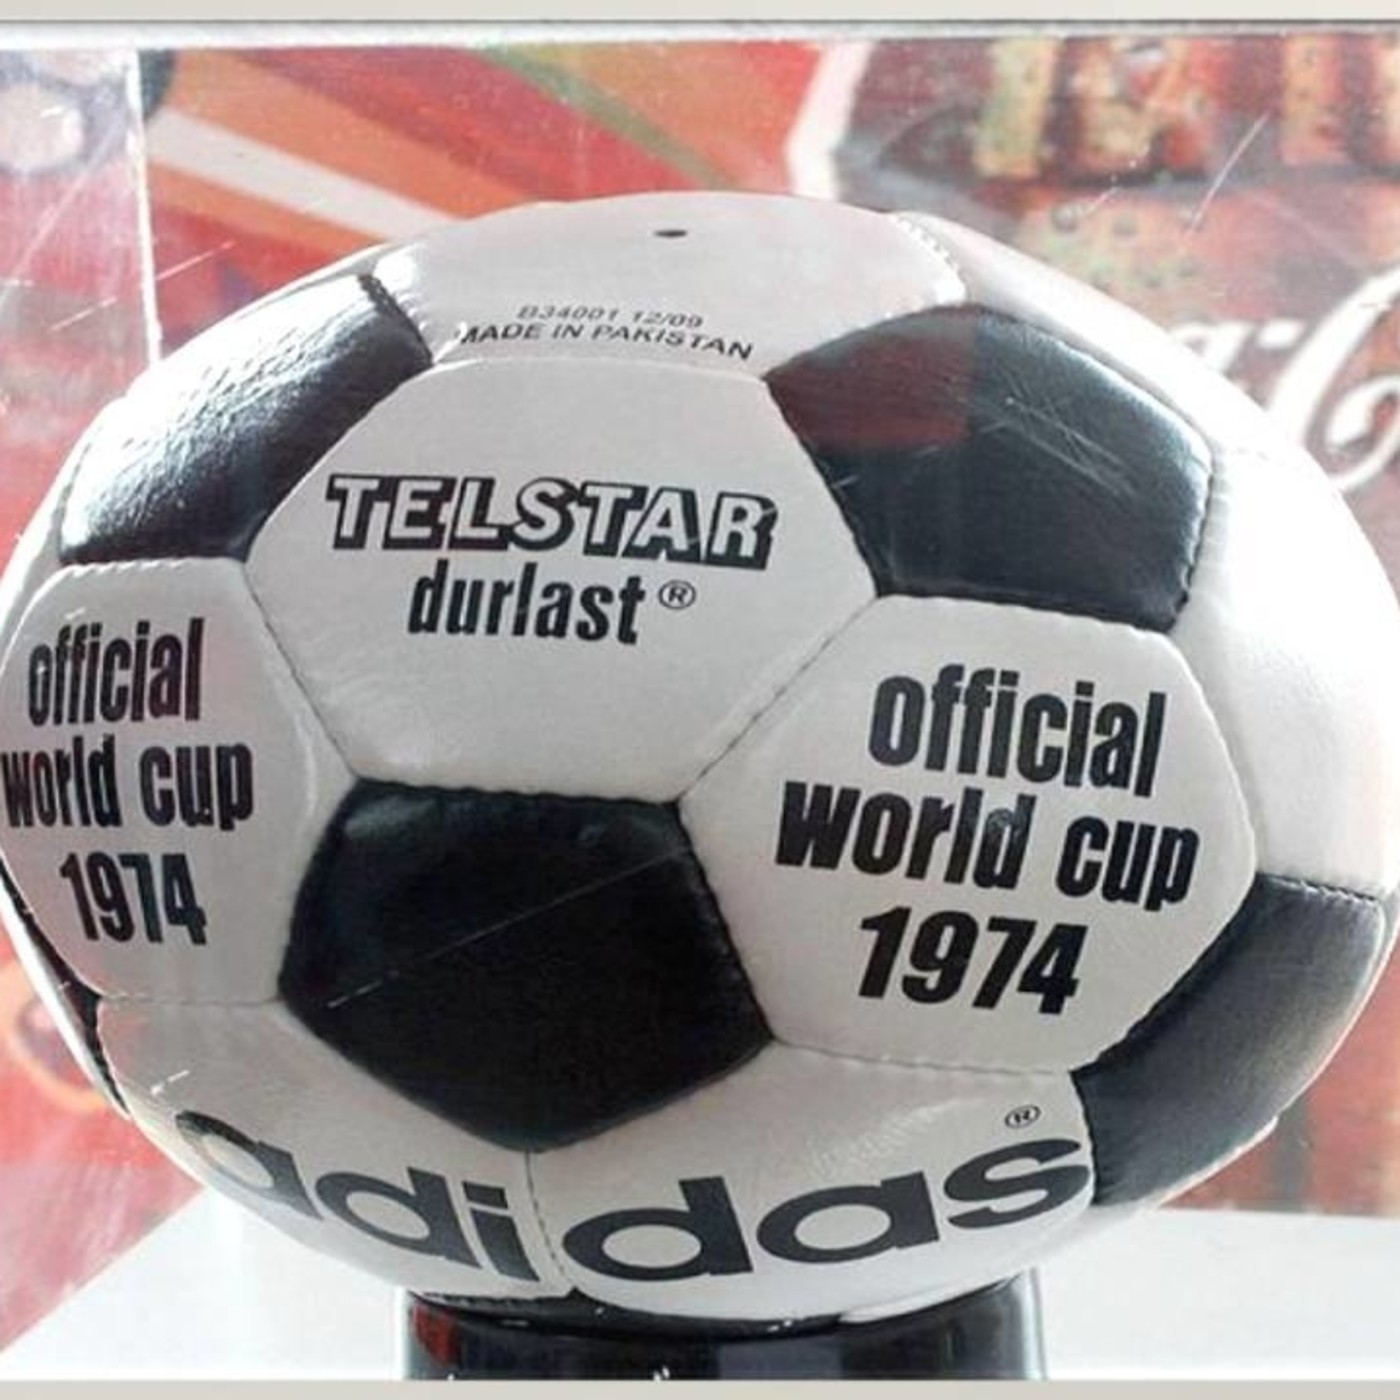 B34001 12/09
MADE IN PAKISTAN
TELSTAR
durlast®
official
world cup
1974
official
world cup
1974
adidas®